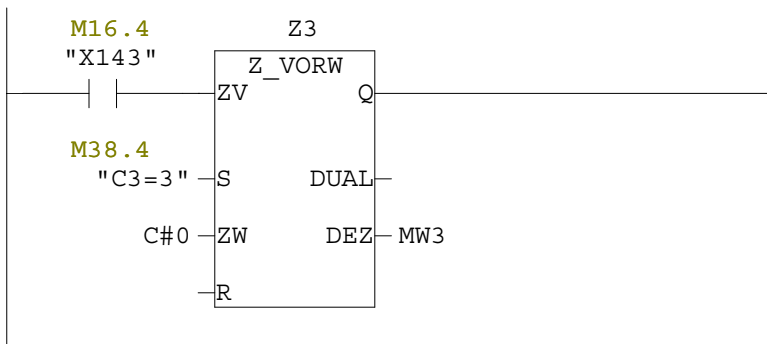 M16.4 Z3
"X143" Z_VORW
ZV Q
M38.4
"C3=3" S DUAL
C#0 ZW DEZ MW3
R